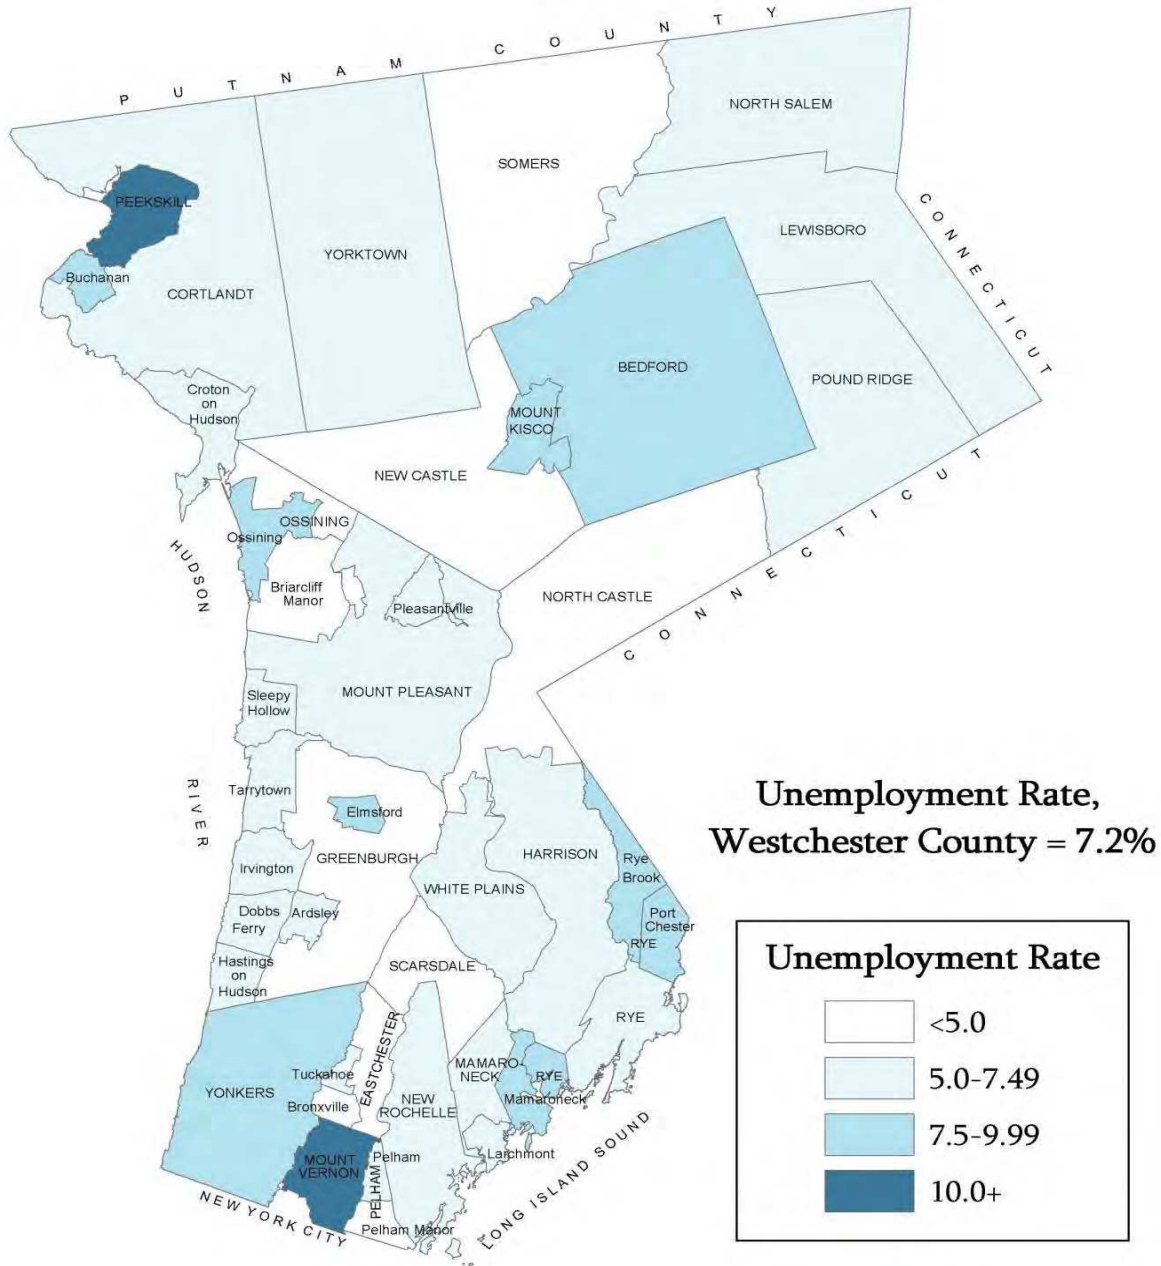 PUTNAM COUNTY
NORTH SALEM
SOMERS
PEEKSKILL
CONNECTICUT
LEWISBORO
YORKTOWN
Buchanan
CORTLANDT
BEDFORD
POUND RIDGE
Croton
on
Hudson
MOUNT
KISCO
NEW CASTLE
CONNECTICUT
OSSINING
Ossining
HUDSON
Briarcliff
Manor
NORTH CASTLE
Pleasantville
MOUNT PLEASANT
Sleepy
Hollow
RIVER
Tarrytown
Elmsford
Unemployment Rate,
Westchester County = 7.2%
GREENBURGH
HARRISON
Rye
Brook
Irvington
WHITE PLAINS
Dobbs
Ferry
Ardsley
Port
Chester
RYE
Hastings
on
Hudson
SCARSDALE
Unemployment Rate
<5.0
5.0-7.49
7.5-9.99
10.0+
RYE
EASTCHESTER
MAMARO-
NECK
RYE
Tuckahoe
YONKERS
Bronxville
NEW
ROCHELLE
Mamaroneck
MOUNT
VERNON
Pelham
PELHAM
Larchmont
LONG ISLAND SOUND
NEW YORK CITY
Pelham Manor